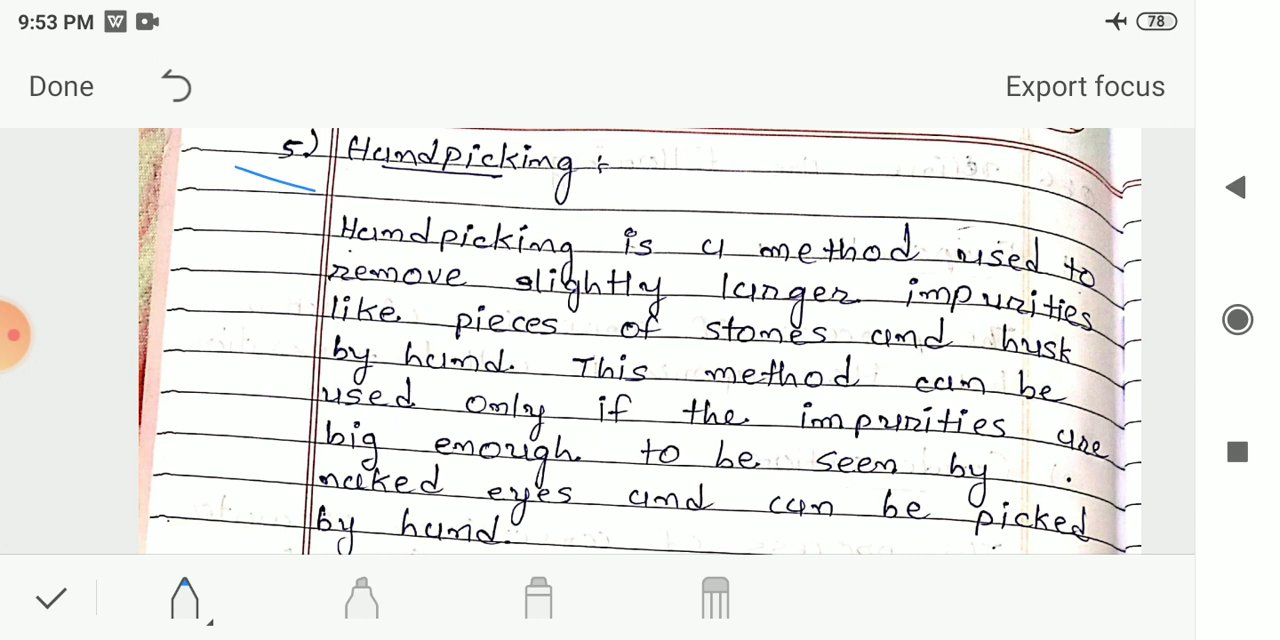 9:53 PM W
78
Done
Export focus
5.) Handpicking :
Handpicking is a method used to
remove slightly larger impurities
like pieces of stones and husk
by hand. This method can be
used only if the impurities are
big enough to be seen by
naked eyes and can be picked
by hand.